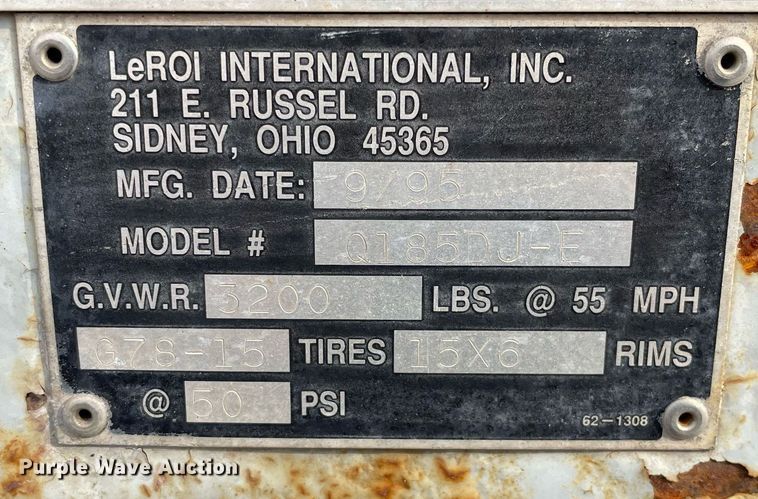 LeROI INTERNATIONAL, INC.
211 E. RUSSEL RD.
SIDNEY, OHIO 45365
MFG. DATE: 9/95
MODEL # Q185DJ-E
G.V.W.R. 3200 LBS. @ 55 MPH
G78-15 TIRES 15X6 RIMS
@ 50 PSI
62-1308
Purple Wave Auction